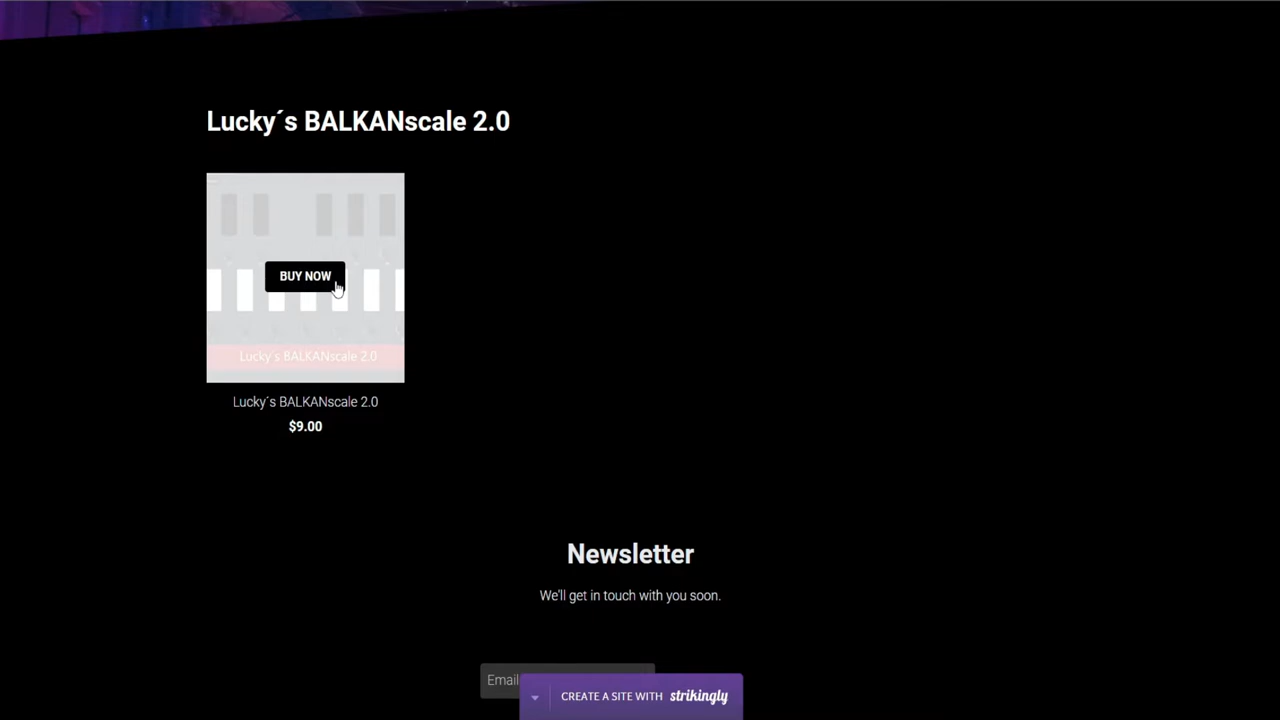 Lucky´s BALKANscale 2.0
BUY NOW
Lucky´s BALKANscale 2.0
Lucky´s BALKANscale 2.0
$9.00
Newsletter
We'll get in touch with you soon.
Email
CREATE A SITE WITH strikingly